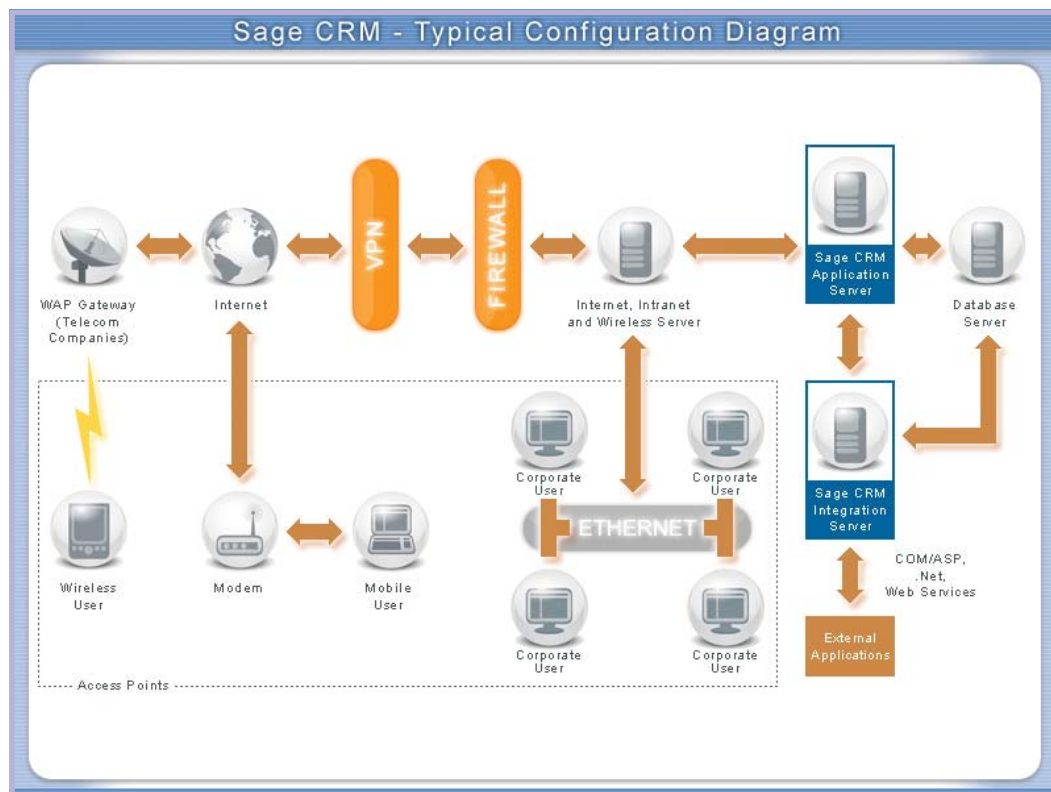 Sage CRM - Typical Configuration Diagram
VPN
FIREWALL
WAP Gateway
(Telecom
Companies)
Internet
Internet, Intranet
and Wireless Server
Sage CRM
Application
Server
Database
Server
Corporate
User
Corporate
User
ETHERNET
Sage CRM
Integration
Server
Wireless
User
Modem
Mobile
User
Corporate
User
Corporate
User
COM/ASP,
.Net,
Web Services
External
Applications
Access Points